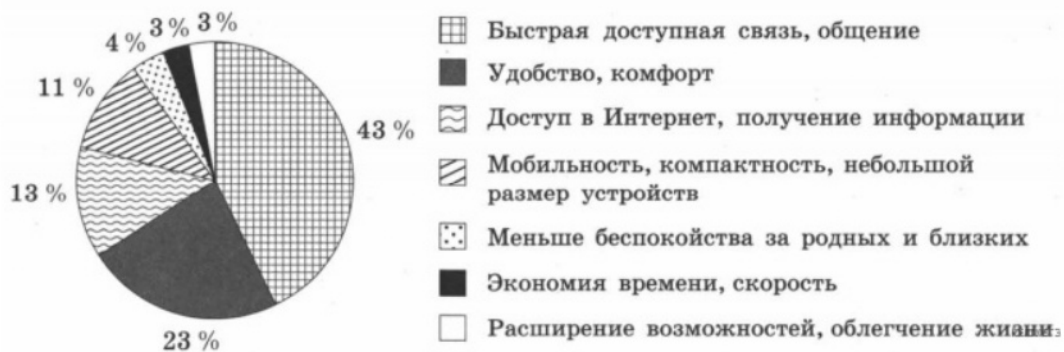 3 % 3 %
4 %
11 %
43 %
13 %
23 %
Быстрая доступная связь, общение
Удобство, комфорт
Доступ в Интернет, получение информации
Мобильность, компактность, небольшой
размер устройств
Меньше беспокойства за родных и близких
Экономия времени, скорость
Расширение возможностей, облегчение жизни